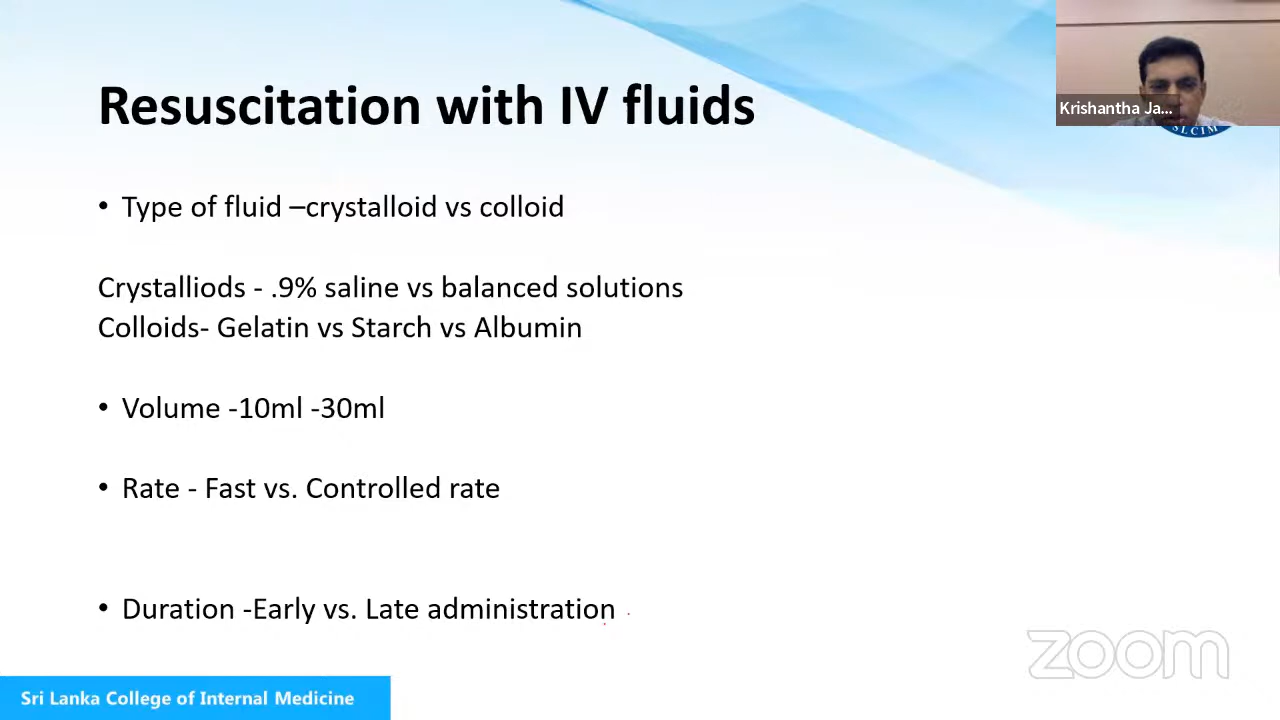 Resuscitation with IV fluids
Krishantha Ja...
SLCIM
• Type of fluid –crystalloid vs colloid
Crystalliods - .9% saline vs balanced solutions
Colloids- Gelatin vs Starch vs Albumin
• Volume -10ml -30ml
• Rate - Fast vs. Controlled rate
• Duration -Early vs. Late administration
zoom
Sri Lanka College of Internal Medicine